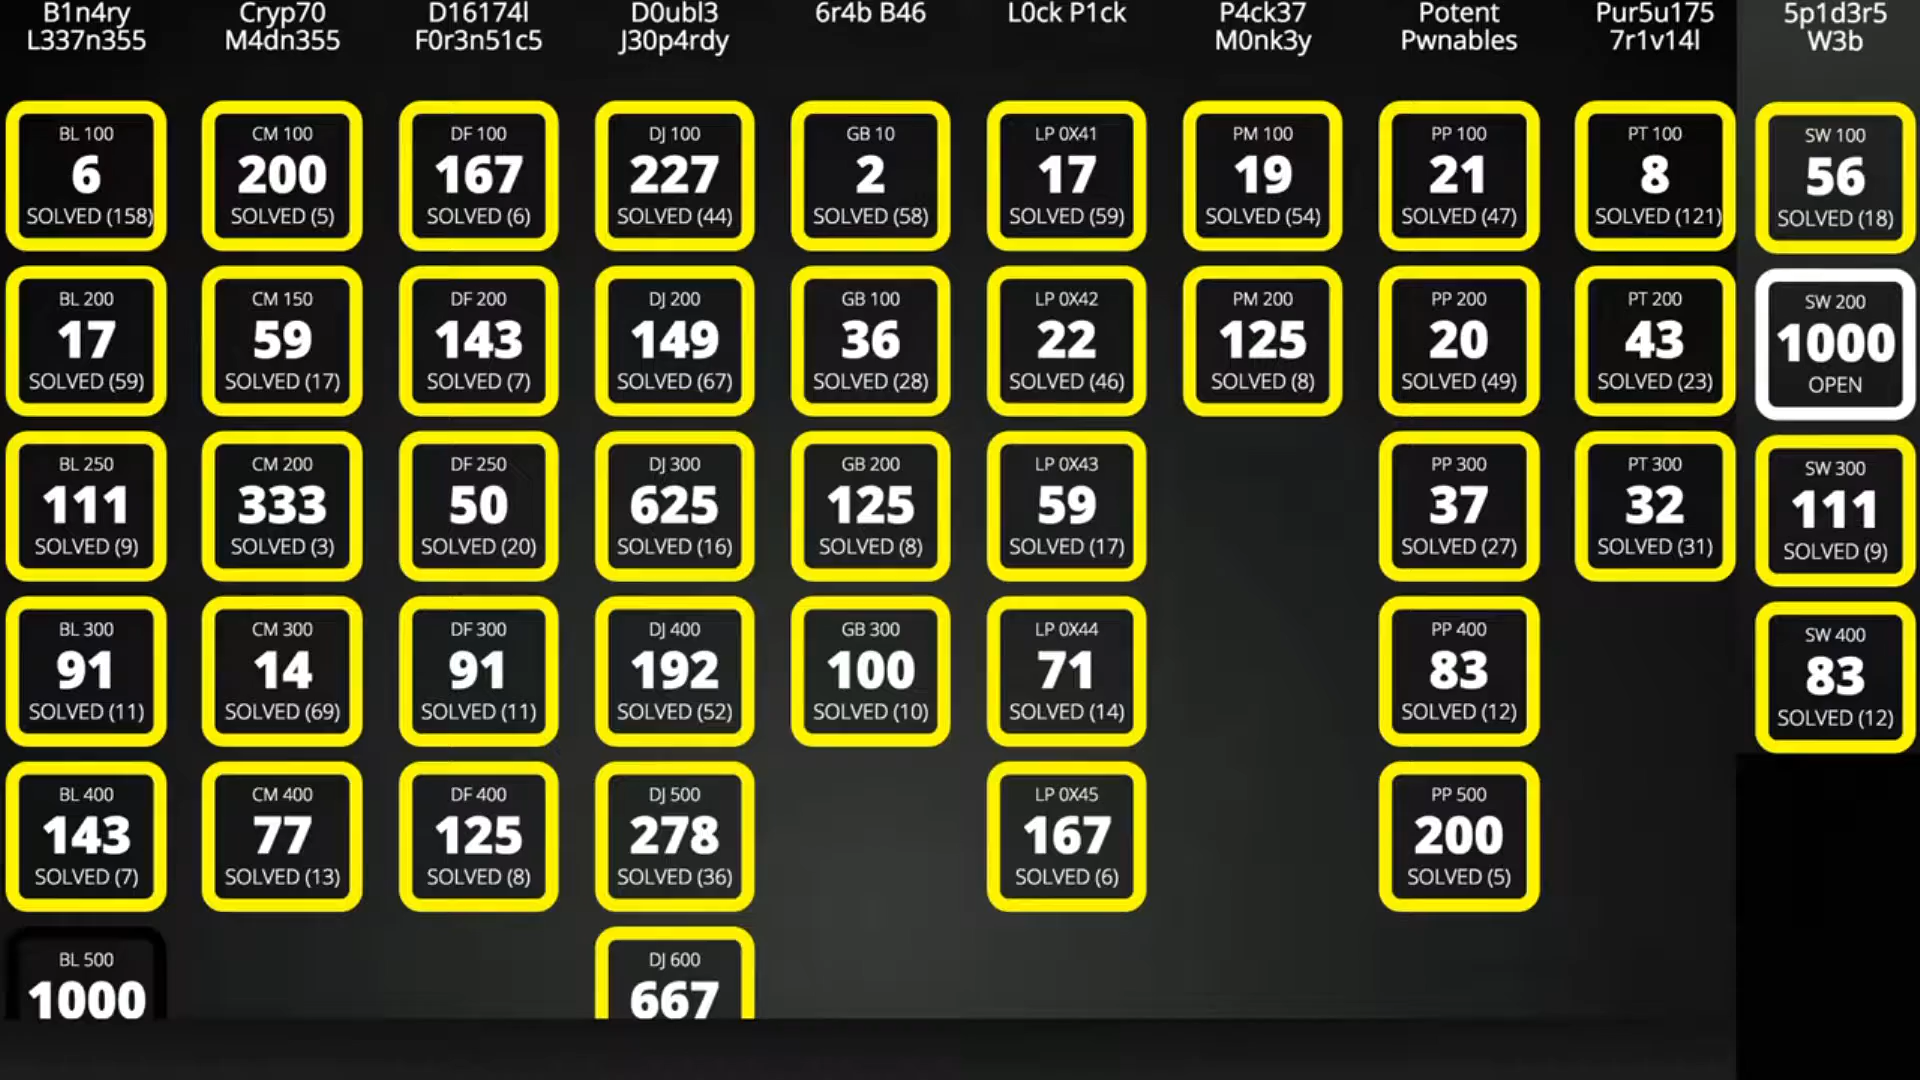 B1n4ry
L337n355
Cryp70
M4dn355
D16174l
F0r3n51c5
D0ubl3
J30p4rdy
6r4b B46
L0ck P1ck
P4ck37
M0nk3y
Potent
Pwnables
Pur5u175
7r1v14l
5p1d3r5
W3b
BL 100
6
SOLVED (158)
CM 100
200
SOLVED (5)
DF 100
167
SOLVED (6)
DJ 100
227
SOLVED (44)
GB 10
2
SOLVED (58)
LP 0X41
17
SOLVED (59)
PM 100
19
SOLVED (54)
PP 100
21
SOLVED (47)
PT 100
8
SOLVED (121)
SW 100
56
SOLVED (18)
BL 200
17
SOLVED (59)
CM 150
59
SOLVED (17)
DF 200
143
SOLVED (7)
DJ 200
149
SOLVED (67)
GB 100
36
SOLVED (28)
LP 0X42
22
SOLVED (46)
PM 200
125
SOLVED (8)
PP 200
20
SOLVED (49)
PT 200
43
SOLVED (23)
SW 200
1000
OPEN
BL 250
111
SOLVED (9)
CM 200
333
SOLVED (3)
DF 250
50
SOLVED (20)
DJ 300
625
SOLVED (16)
GB 200
125
SOLVED (8)
LP 0X43
59
SOLVED (17)
PP 300
37
SOLVED (27)
PT 300
32
SOLVED (31)
SW 300
111
SOLVED (9)
BL 300
91
SOLVED (11)
CM 300
14
SOLVED (69)
DF 300
91
SOLVED (11)
DJ 400
192
SOLVED (52)
GB 300
100
SOLVED (10)
LP 0X44
71
SOLVED (14)
PP 400
83
SOLVED (12)
SW 400
83
SOLVED (12)
BL 400
143
SOLVED (7)
CM 400
77
SOLVED (13)
DF 400
125
SOLVED (8)
DJ 500
278
SOLVED (36)
LP 0X45
167
SOLVED (6)
PP 500
200
SOLVED (5)
BL 500
1000
DJ 600
667